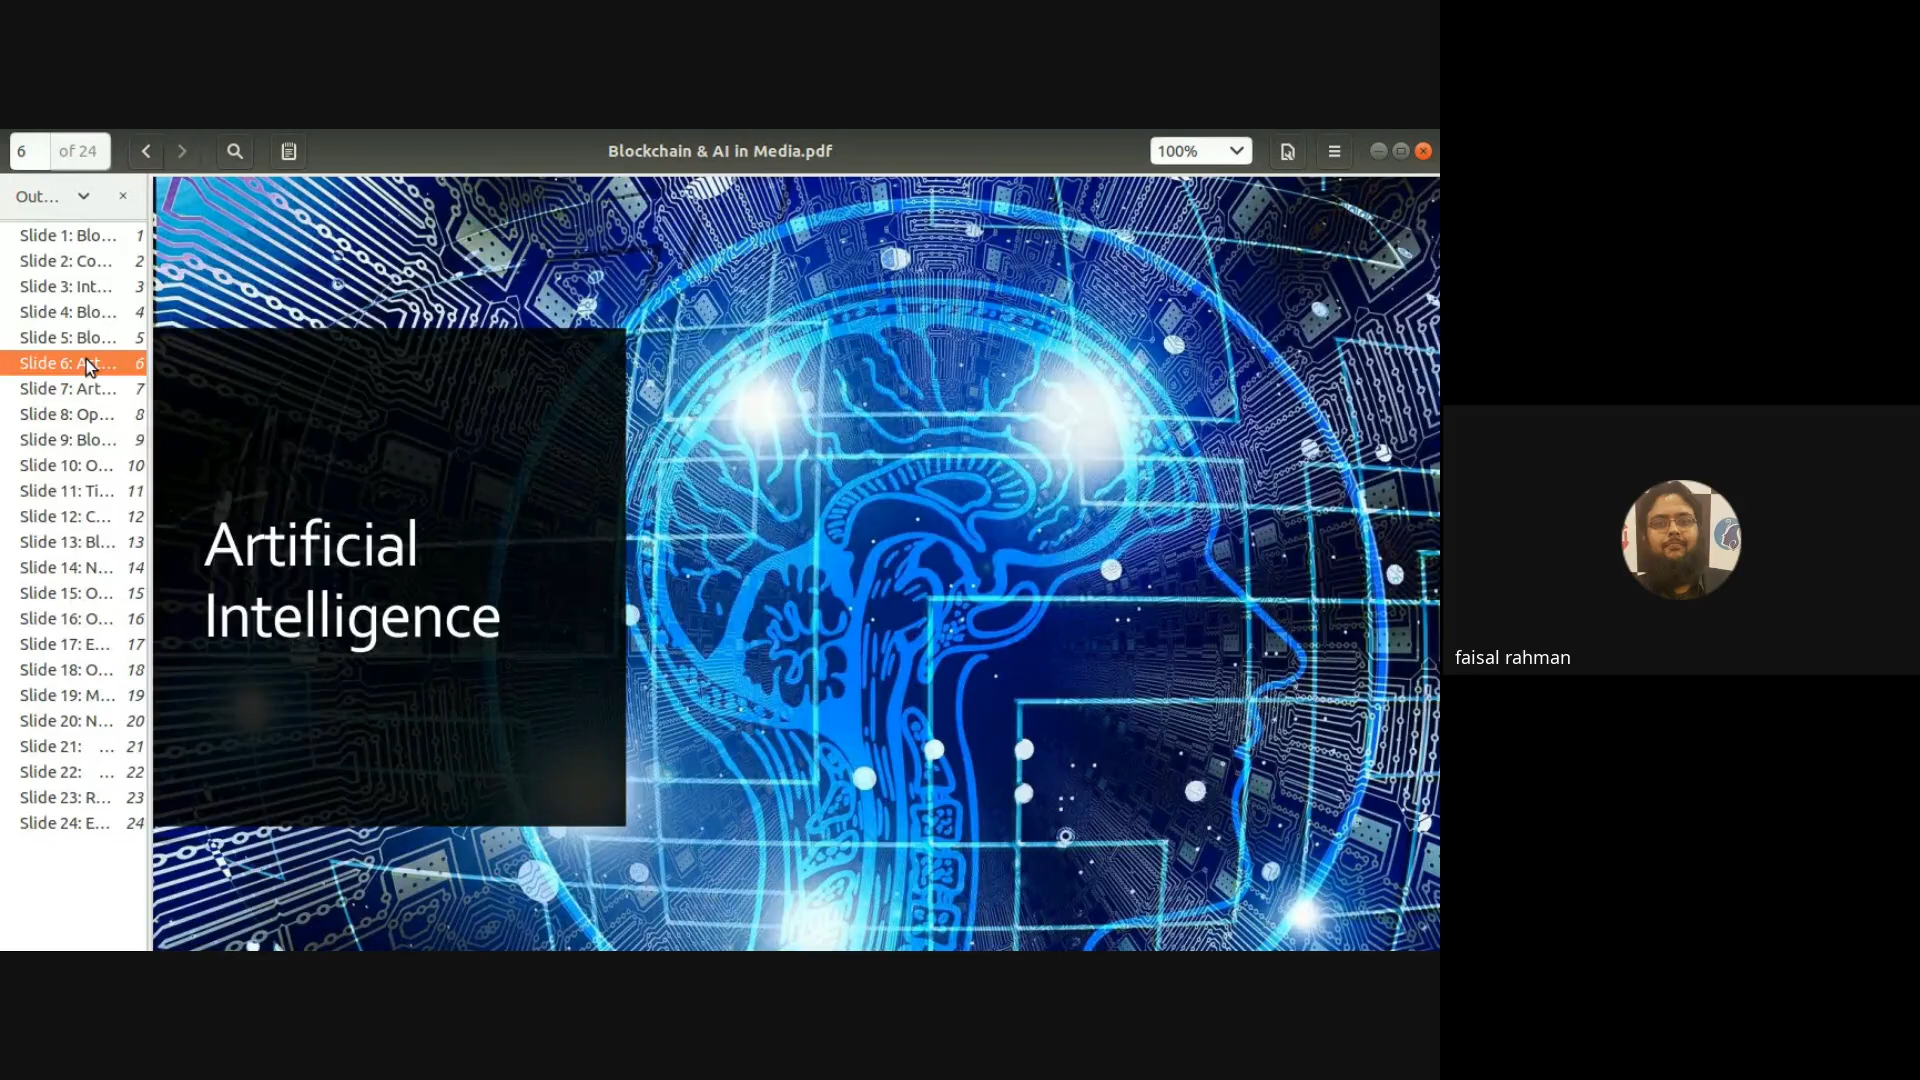 6 of 24
Blockchain & AI in Media.pdf
100%
Out...
Slide 1: Blo... 1
Slide 2: Co... 2
Slide 3: Int... 3
Slide 4: Blo... 4
Slide 5: Blo... 5
Slide 6: Art... 6
Slide 7: Art... 7
Slide 8: Op... 8
Slide 9: Blo... 9
Slide 10: O... 10
Slide 11: Ti... 11
Slide 12: C... 12
Slide 13: Bl... 13
Slide 14: N... 14
Slide 15: O... 15
Slide 16: O... 16
Slide 17: E... 17
Slide 18: O... 18
Slide 19: M... 19
Slide 20: N... 20
Slide 21: ... 21
Slide 22: ... 22
Slide 23: R... 23
Slide 24: E... 24
Artificial
Intelligence
faisal rahman